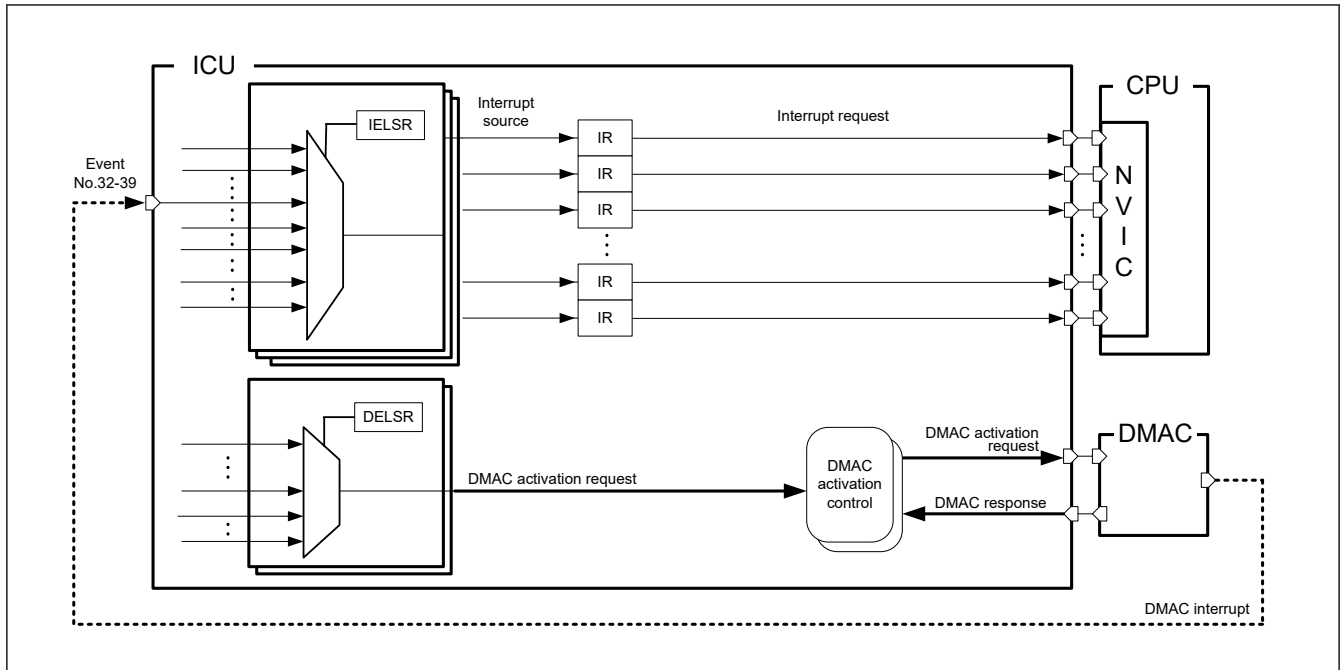 ICU
CPU
IELSR
Interrupt
source
Interrupt request
IR
IR
IR
IR
IR
NVIC
Event
No.32-39
DELSR
DMAC activation request
DMAC
activation
control
DMAC activation
request
DMAC response
DMAC
DMAC interrupt